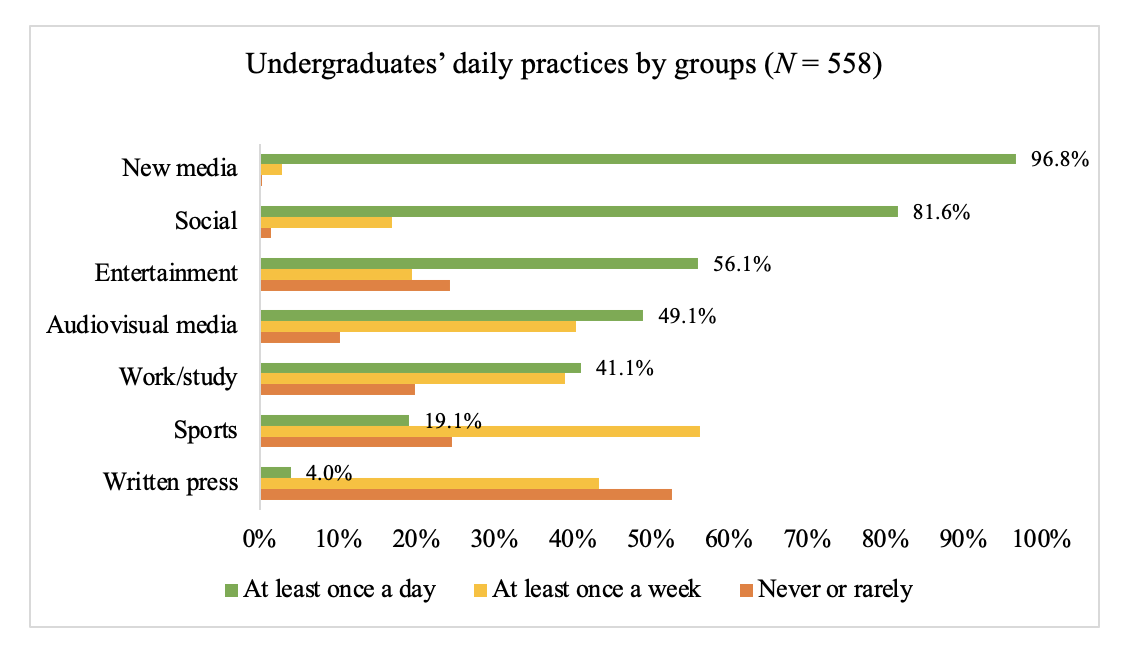 Undergraduates’ daily practices by groups (N = 558)
New media 96.8%
Social 81.6%
Entertainment 56.1%
Audiovisual media 49.1%
Work/study 41.1%
Sports 19.1%
Written press 4.0%
0% 10% 20% 30% 40% 50% 60% 70% 80% 90% 100%
At least once a day At least once a week Never or rarely